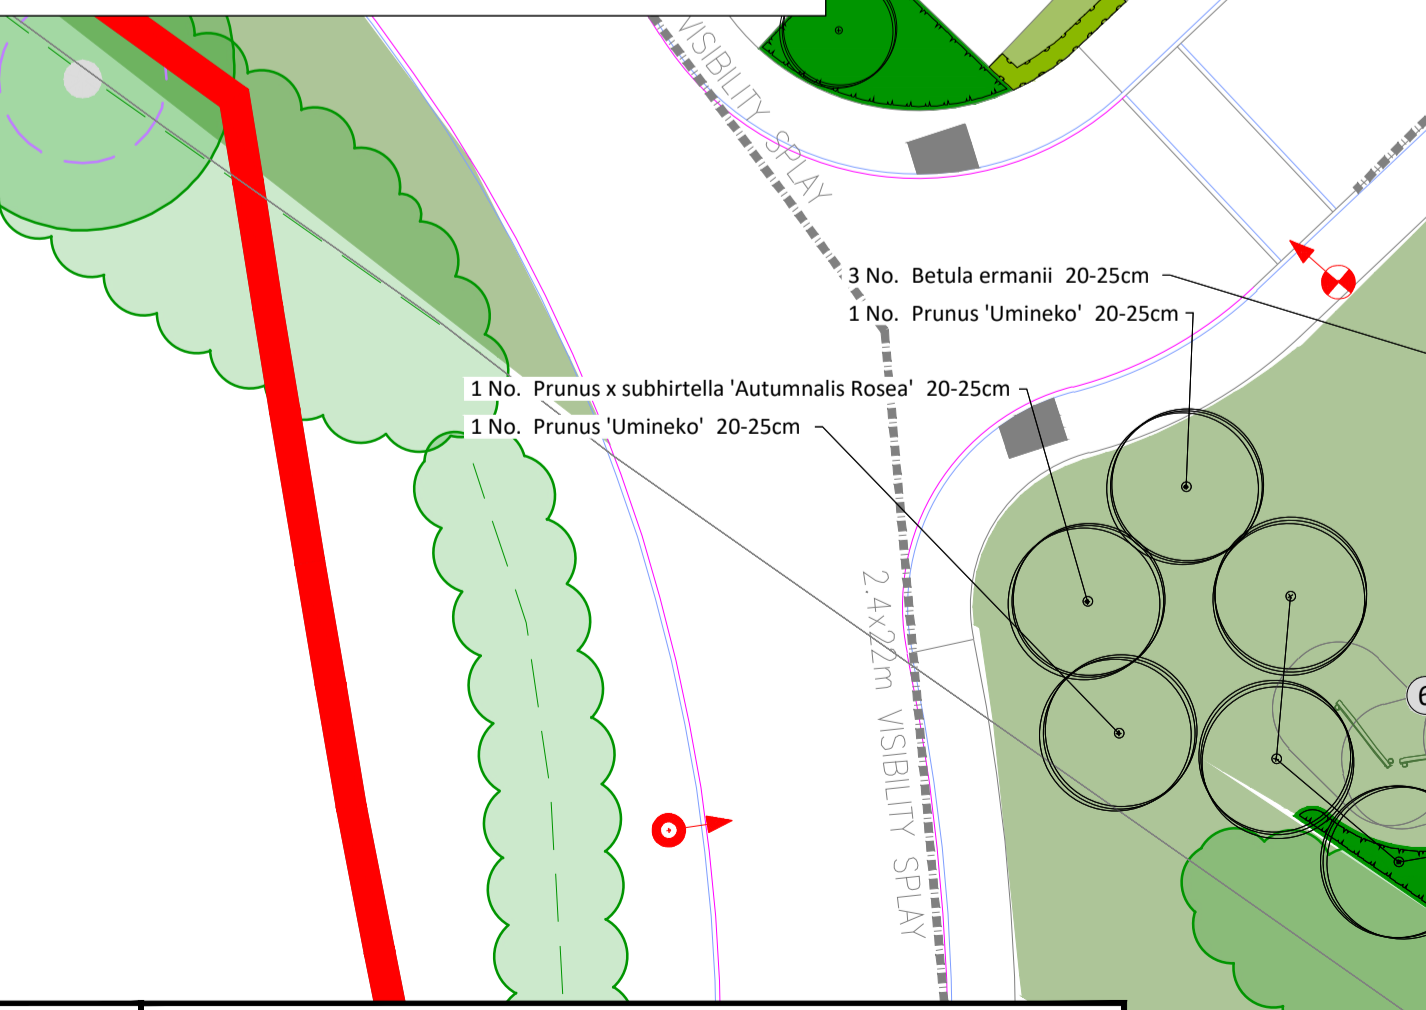 VISIBILITY SPLAY
3 No. Betula ermanii 20-25cm
1 No. Prunus 'Umineko' 20-25cm
1 No. Prunus x subhirtella 'Autumnalis Rosea' 20-25cm
1 No. Prunus 'Umineko' 20-25cm
2.4x22m VISIBILITY SPLAY
6